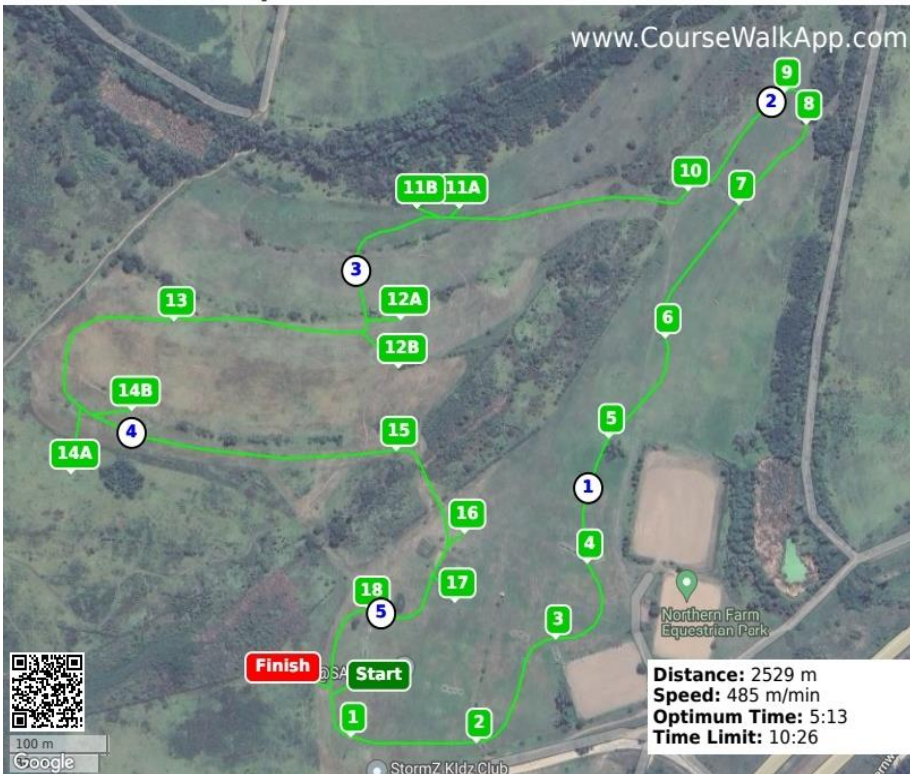 www.CourseWalkApp.com
9
2
8
10
7
11B
11A
3
12A
13
6
12B
14B
4
15
5
14A
1
16
4
17
18
5
Northern Farm
Equestrian Park
3
Finish
@SA
Start
1
2
Distance: 2529 m
Speed: 485 m/min
Optimum Time: 5:13
Time Limit: 10:26
100 m
Google
StormZ KIdz Club